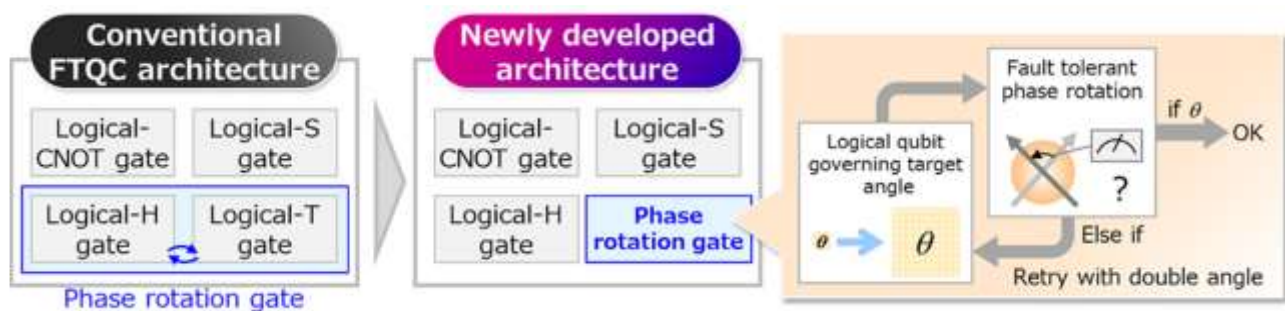 Conventional
FTQC architecture
Logical-
CNOT gate
Logical-S
gate
Logical-H
gate
Logical-T
gate
Phase rotation gate
Newly developed
architecture
Logical-
CNOT gate
Logical-S
gate
Logical-H
gate
Phase
rotation gate
Logical qubit
governing target
angle
θ
θ
Fault tolerant
phase rotation
?
if θ
OK
Else if
Retry with double angle